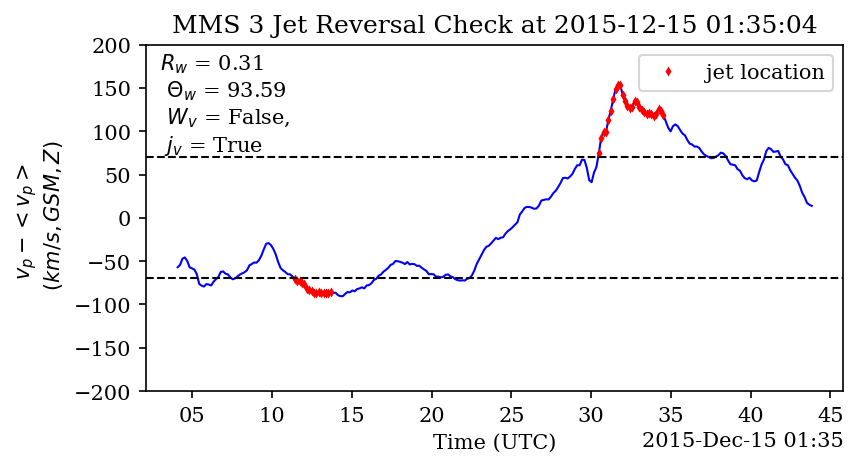 MMS 3 Jet Reversal Check at 2015-12-15 01:35:04
200
150
100
50
0
−50
−100
−150
−200
v_p − < v_p >
(km/s, GSM, Z)
R_w = 0.31
Θ_w = 93.59
W_v = False,
j_v = True
jet location
05 10 15 20 25 30 35 40 45
Time (UTC)
2015-Dec-15 01:35